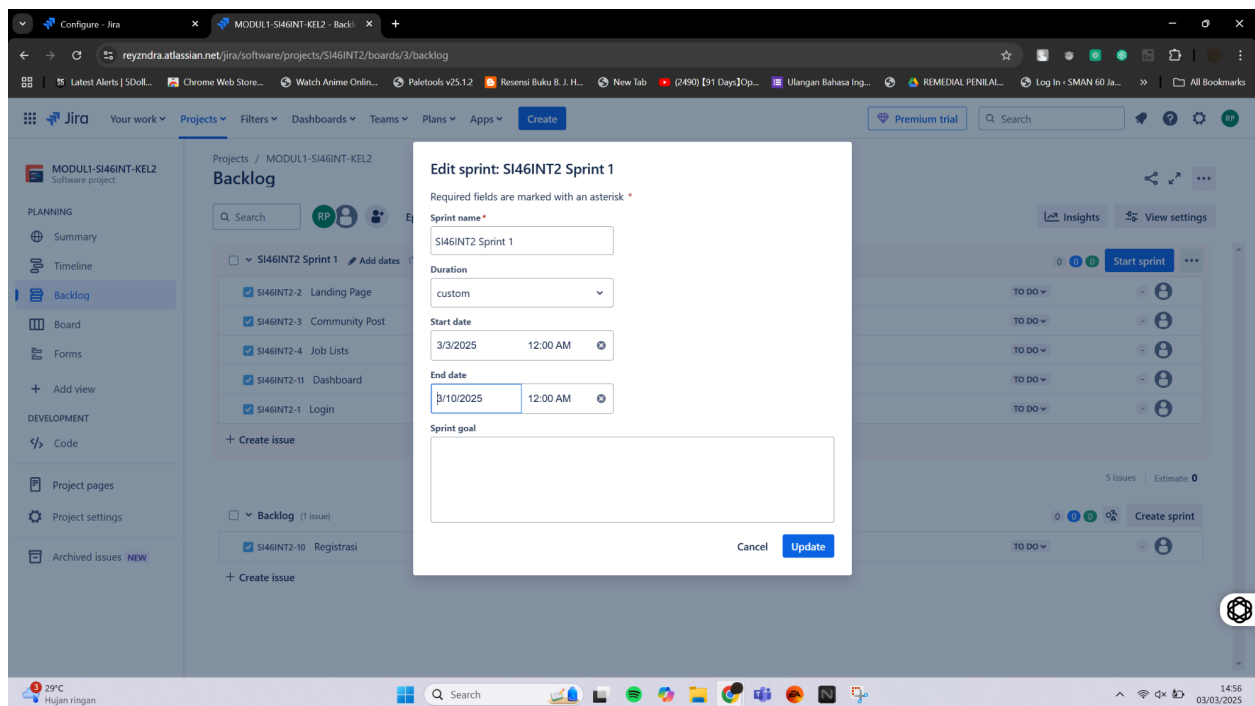 Configure - Jira
MODUL1-SI46INT-KEL2 - Backl
reyzndra.atlassian.net/jira/software/projects/SI46INT2/boards/3/backlog
Latest Alerts | 5Doll... Chrome Web Store... Watch Anime Onlin... Paletools v25.1.2 Resensi Buku B. J. H... New Tab (2490) [91 Days]Op... Ulangan Bahasa Ing... REMEDIAL PENILAI... Log In ‹ SMAN 60 Ja... » All Bookmarks
Jira Your work Projects Filters Dashboards Teams Plans Apps Create Premium trial Search RP
MODUL1-SI46INT-KEL2
Software project
PLANNING
Summary
Timeline
Backlog
Board
Forms
+ Add view
DEVELOPMENT
Code
Project pages
Project settings
Archived issues NEW
Projects / MODUL1-SI46INT-KEL2
Backlog
Search RP Insights View settings
SI46INT2 Sprint 1 Add dates 0 0 0 Start sprint
SI46INT2-2 Landing Page TO DO -
SI46INT2-3 Community Post TO DO -
SI46INT2-4 Job Lists TO DO -
SI46INT2-11 Dashboard TO DO -
SI46INT2-1 Login TO DO -
+ Create issue
5 issues Estimate: 0
Backlog (1 issue) 0 0 0 Create sprint
SI46INT2-10 Registrasi TO DO -
+ Create issue
Edit sprint: SI46INT2 Sprint 1
Required fields are marked with an asterisk *
Sprint name *
SI46INT2 Sprint 1
Duration
custom
Start date
3/3/2025 12:00 AM
End date
3/10/2025 12:00 AM
Sprint goal
Cancel Update
3 29°C
Hujan ringan
Search
14:56
03/03/2025